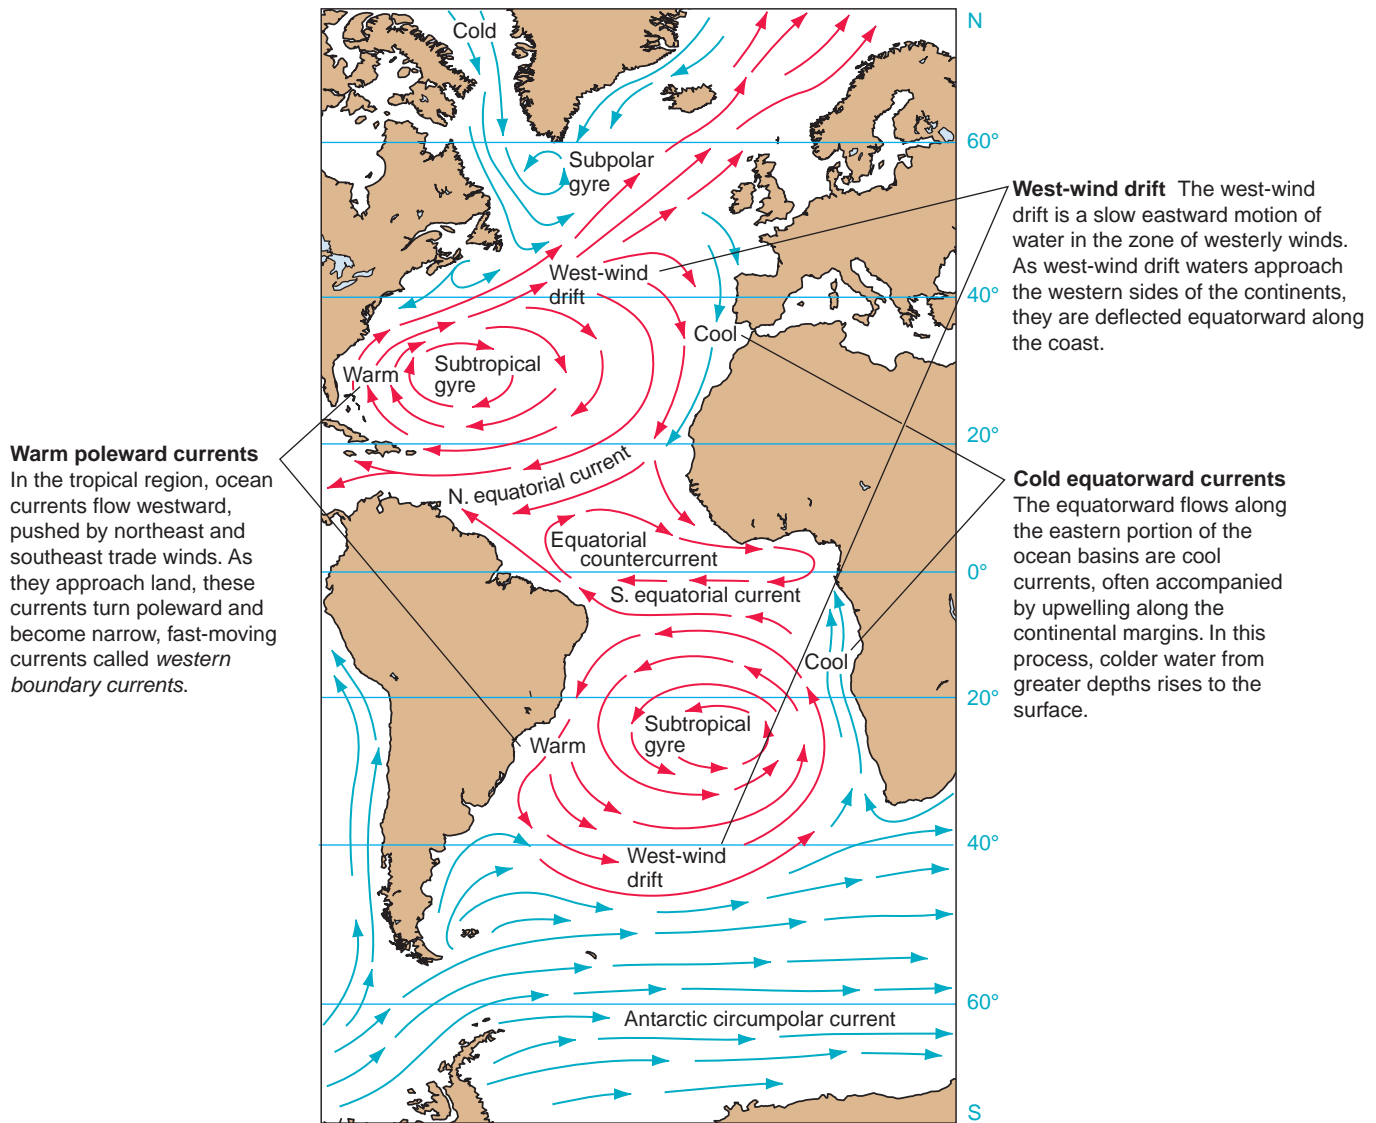 Cold
N
60°
Subpolar
gyre
West-wind drift The west-wind
drift is a slow eastward motion of
water in the zone of westerly winds.
As west-wind drift waters approach
the western sides of the continents,
they are deflected equatorward along
the coast.
West-wind
drift
40°
Cool
Warm
Subtropical
gyre
20°
Warm poleward currents
In the tropical region, ocean
currents flow westward,
pushed by northeast and
southeast trade winds. As
they approach land, these
currents turn poleward and
become narrow, fast-moving
currents called western
boundary currents.
N. equatorial current
Cold equatorward currents
The equatorward flows along
the eastern portion of the
ocean basins are cool
currents, often accompanied
by upwelling along the
continental margins. In this
process, colder water from
greater depths rises to the
surface.
Equatorial
countercurrent
0°
S. equatorial current
Cool
20°
Subtropical
gyre
Warm
40°
West-wind
drift
60°
Antarctic circumpolar current
S